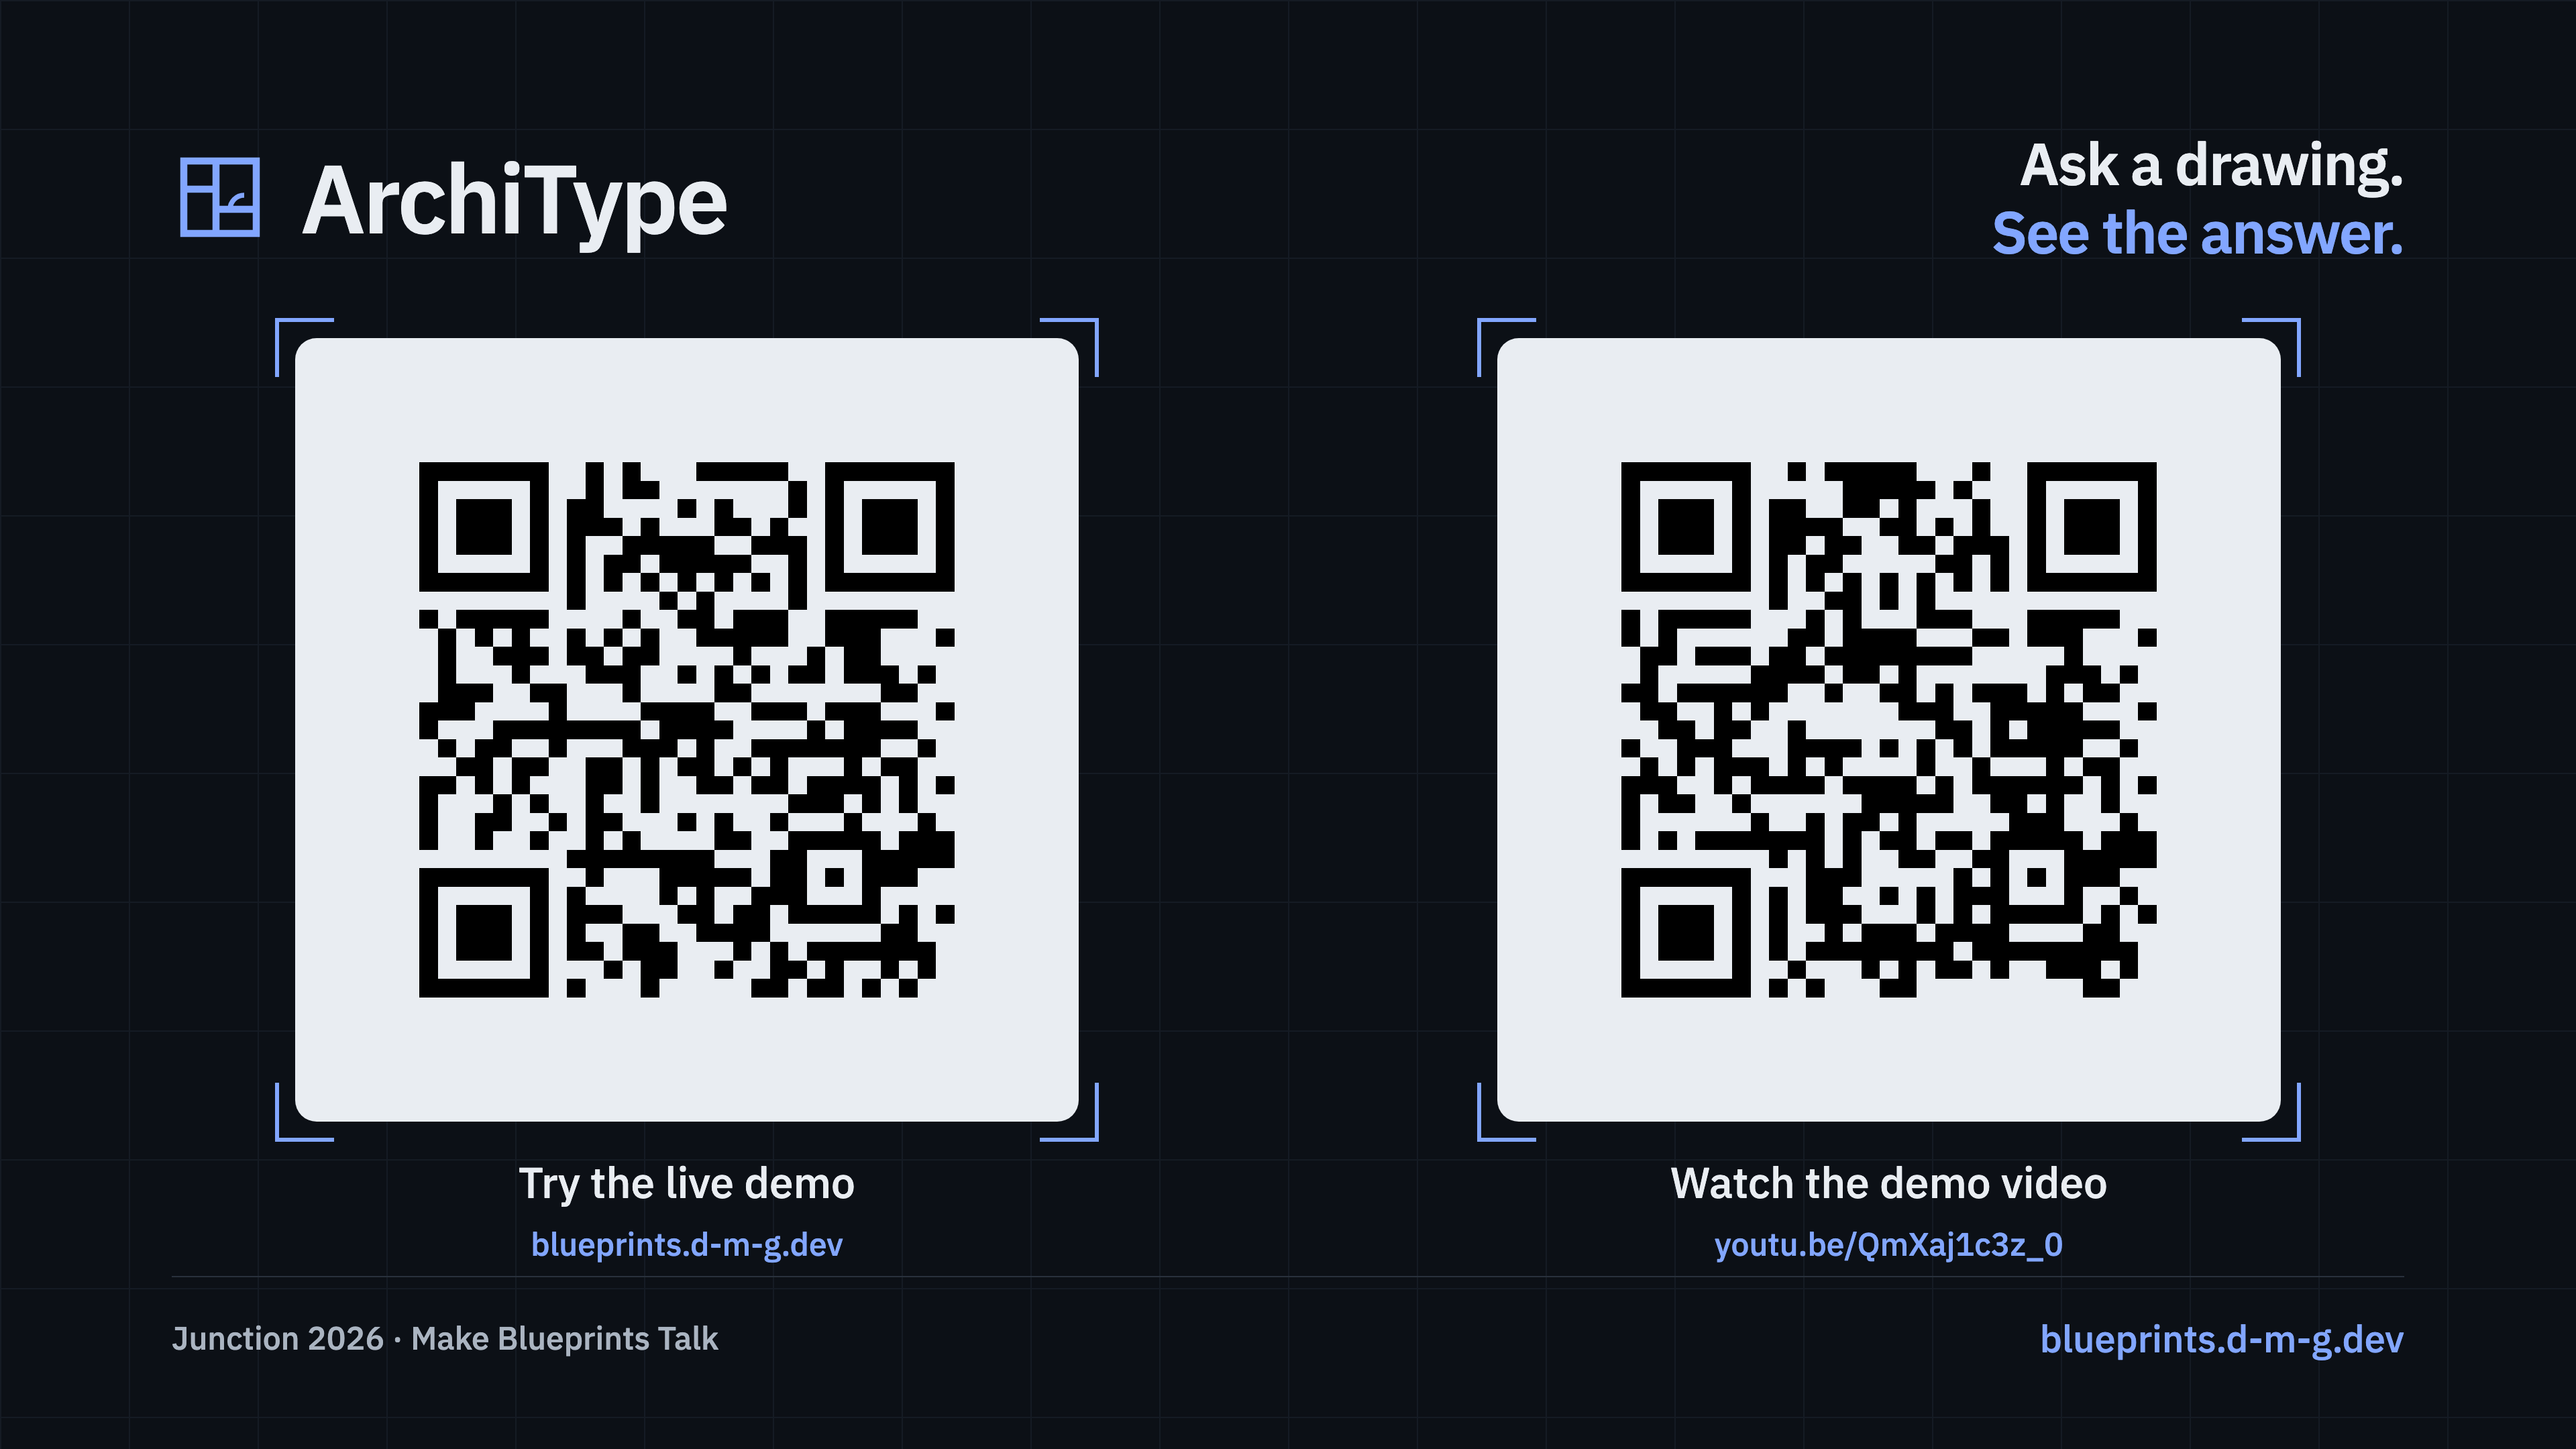 ArchiType
Ask a drawing.
See the answer.
Try the live demo
blueprints.d-m-g.dev
Watch the demo video
youtu.be/QmXaj1c3z_0
Junction 2026 · Make Blueprints Talk
blueprints.d-m-g.dev